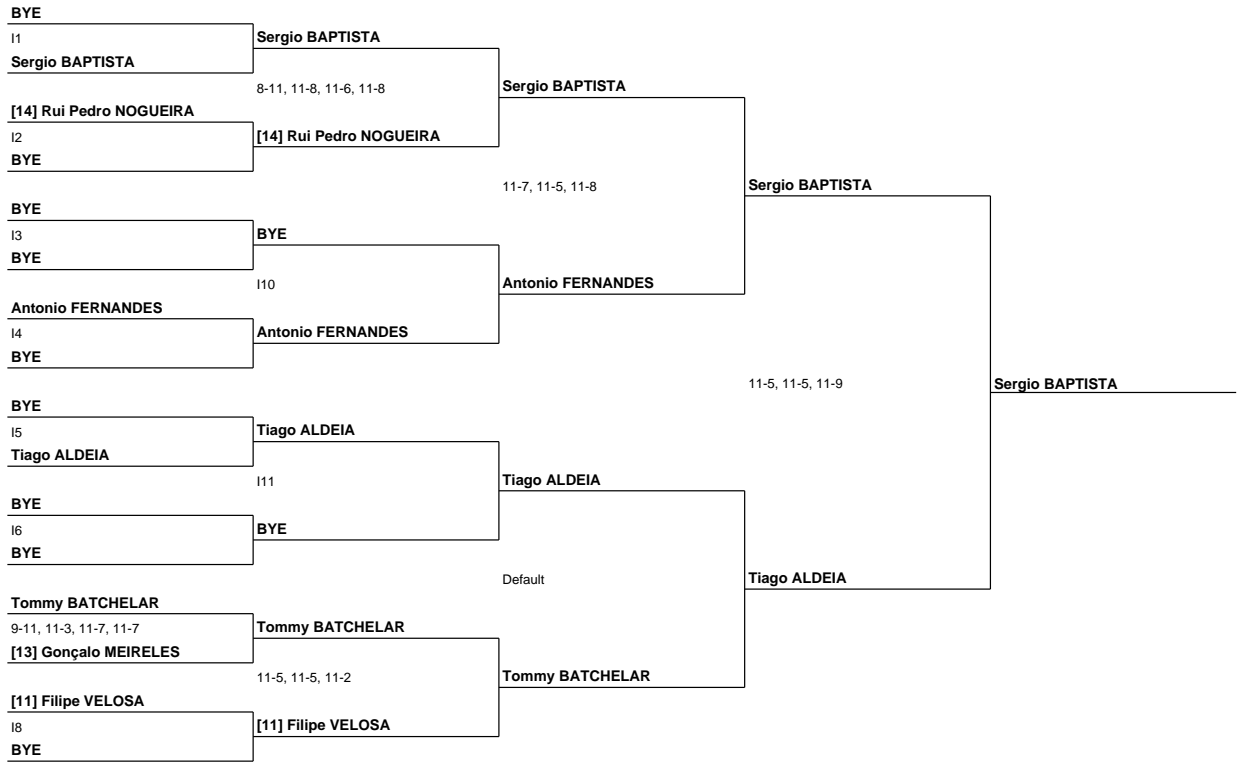 BYE
I1
Sergio BAPTISTA
[14] Rui Pedro NOGUEIRA
I2
BYE
BYE
I3
BYE
Antonio FERNANDES
I4
BYE
BYE
I5
Tiago ALDEIA
BYE
I6
BYE
Tommy BATCHELAR
9-11, 11-3, 11-7, 11-7
[13] Gonçalo MEIRELES
[11] Filipe VELOSA
I8
BYE
Sergio BAPTISTA
8-11, 11-8, 11-6, 11-8
[14] Rui Pedro NOGUEIRA
BYE
I10
Antonio FERNANDES
Tiago ALDEIA
I11
BYE
Tommy BATCHELAR
11-5, 11-5, 11-2
[11] Filipe VELOSA
Sergio BAPTISTA
11-7, 11-5, 11-8
Antonio FERNANDES
Tiago ALDEIA
Default
Tommy BATCHELAR
Sergio BAPTISTA
11-5, 11-5, 11-9
Tiago ALDEIA
Sergio BAPTISTA